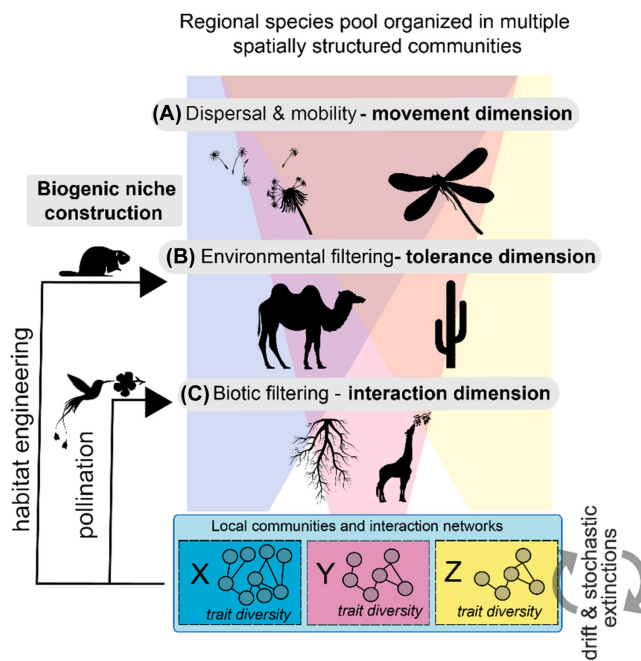 Regional species pool organized in multiple
spatially structured communities
(A) Dispersal & mobility - movement dimension
Biogenic niche
construction
(B) Environmental filtering- tolerance dimension
(C) Biotic filtering - interaction dimension
habitat engineering
pollination
Local communities and interaction networks
X
trait diversity
Y
trait diversity
Z
trait diversity
drift & stochastic
extinctions